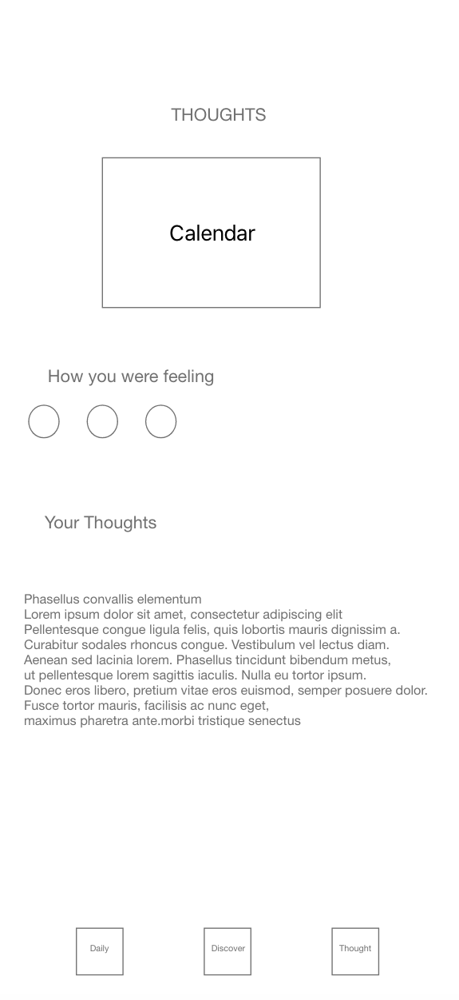 THOUGHTS
Calendar
How you were feeling
Your Thoughts
Phasellus convallis elementum
Lorem ipsum dolor sit amet, consectetur adipiscing elit
Pellentesque congue ligula felis, quis lobortis mauris dignissim a.
Curabitur sodales rhoncus congue. Vestibulum vel lectus diam.
Aenean sed lacinia lorem. Phasellus tincidunt bibendum metus,
ut pellentesque lorem sagittis iaculis. Nulla eu tortor ipsum.
Donec eros libero, pretium vitae eros euismod, semper posuere dolor.
Fusce tortor mauris, facilisis ac nunc eget,
maximus pharetra ante.morbi tristique senectus
Daily
Discover
Thought